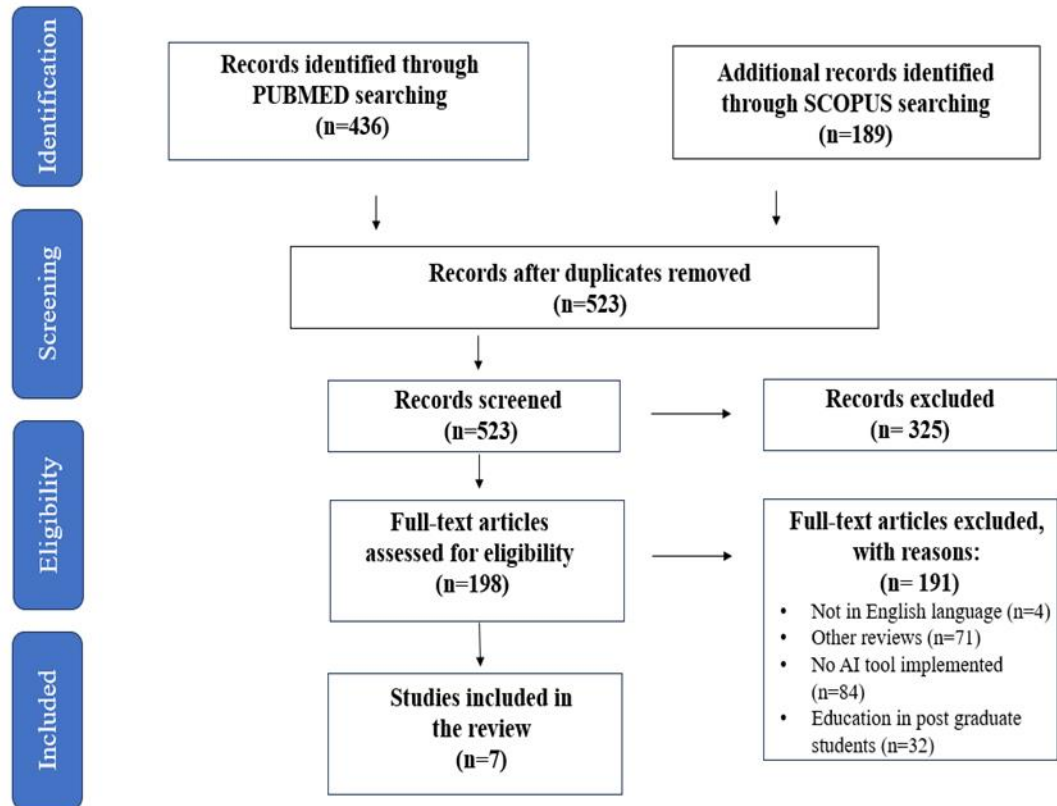 Identification
Records identified through
PUBMED searching
(n=436)
Additional records identified
through SCOPUS searching
(n=189)
Screening
Records after duplicates removed
(n=523)
Records screened
(n=523)
Records excluded
(n= 325)
Eligibility
Full-text articles
assessed for eligibility
(n=198)
Full-text articles excluded,
with reasons:
(n= 191)
• Not in English language (n=4)
• Other reviews (n=71)
• No AI tool implemented
(n=84)
• Education in post graduate
students (n=32)
Included
Studies included in
the review
(n=7)